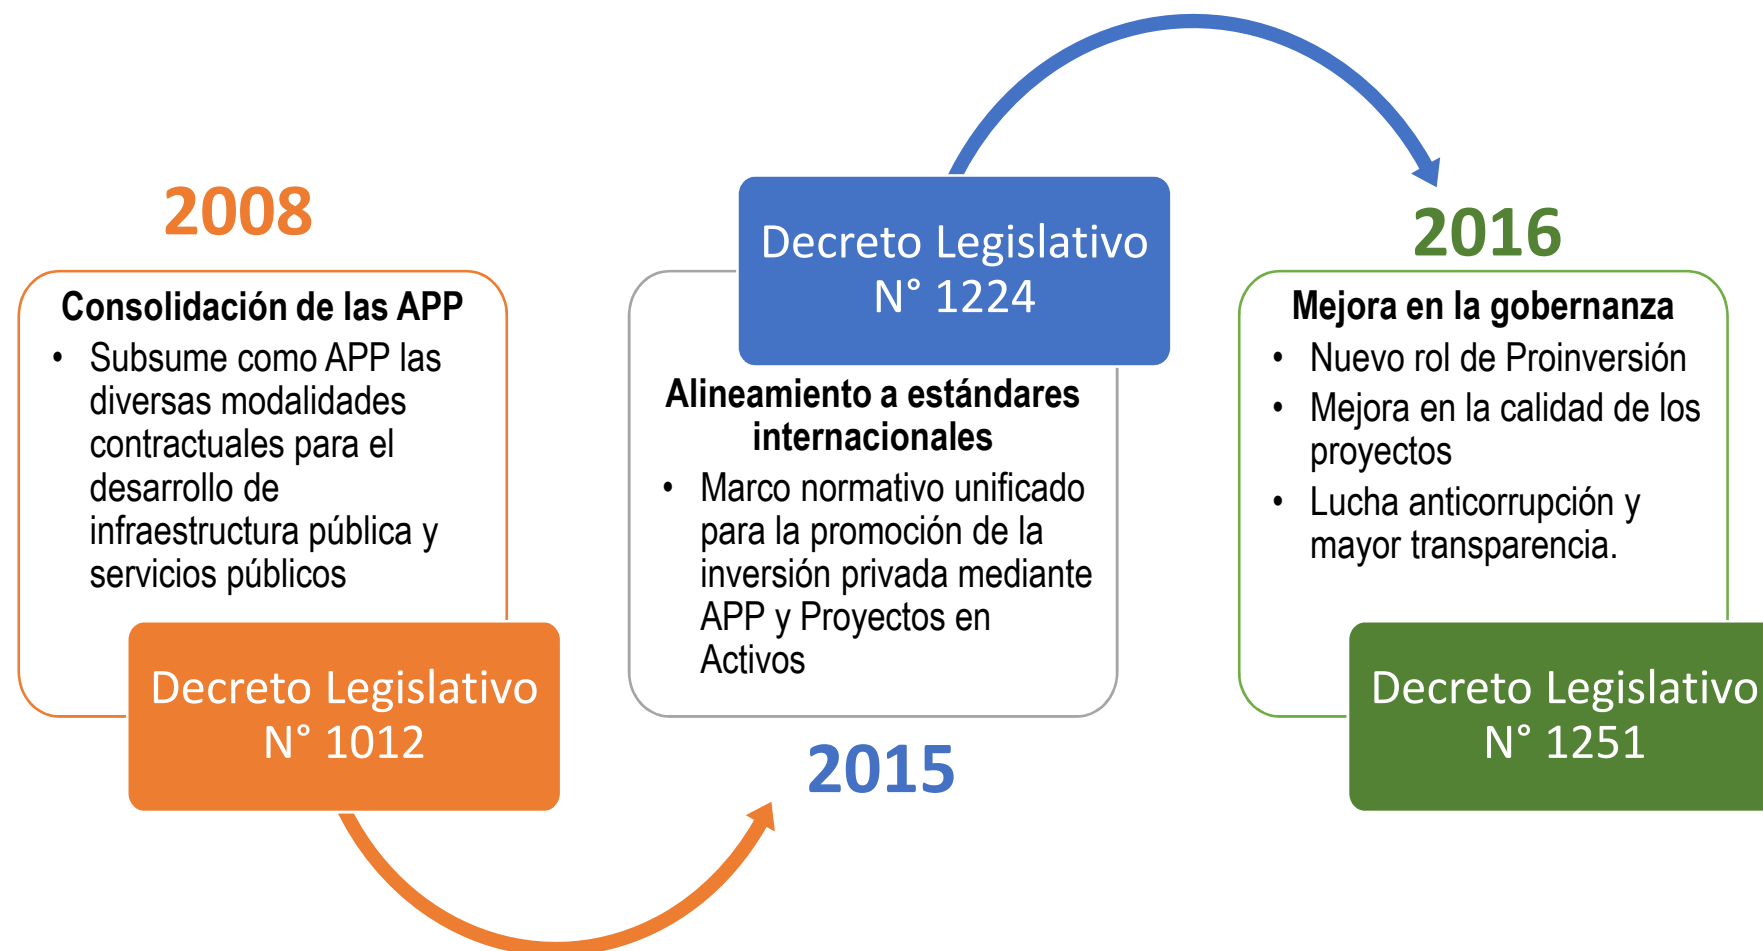 2008
Consolidación de las APP
• Subsume como APP las
diversas modalidades
contractuales para el
desarrollo de
infraestructura pública y
servicios públicos
Decreto Legislativo
N° 1012
Decreto Legislativo
N° 1224
Alineamiento a estándares
internacionales
• Marco normativo unificado
para la promoción de la
inversión privada mediante
APP y Proyectos en
Activos
2015
2016
Mejora en la gobernanza
• Nuevo rol de Proinversión
• Mejora en la calidad de los
proyectos
• Lucha anticorrupción y
mayor transparencia.
Decreto Legislativo
N° 1251